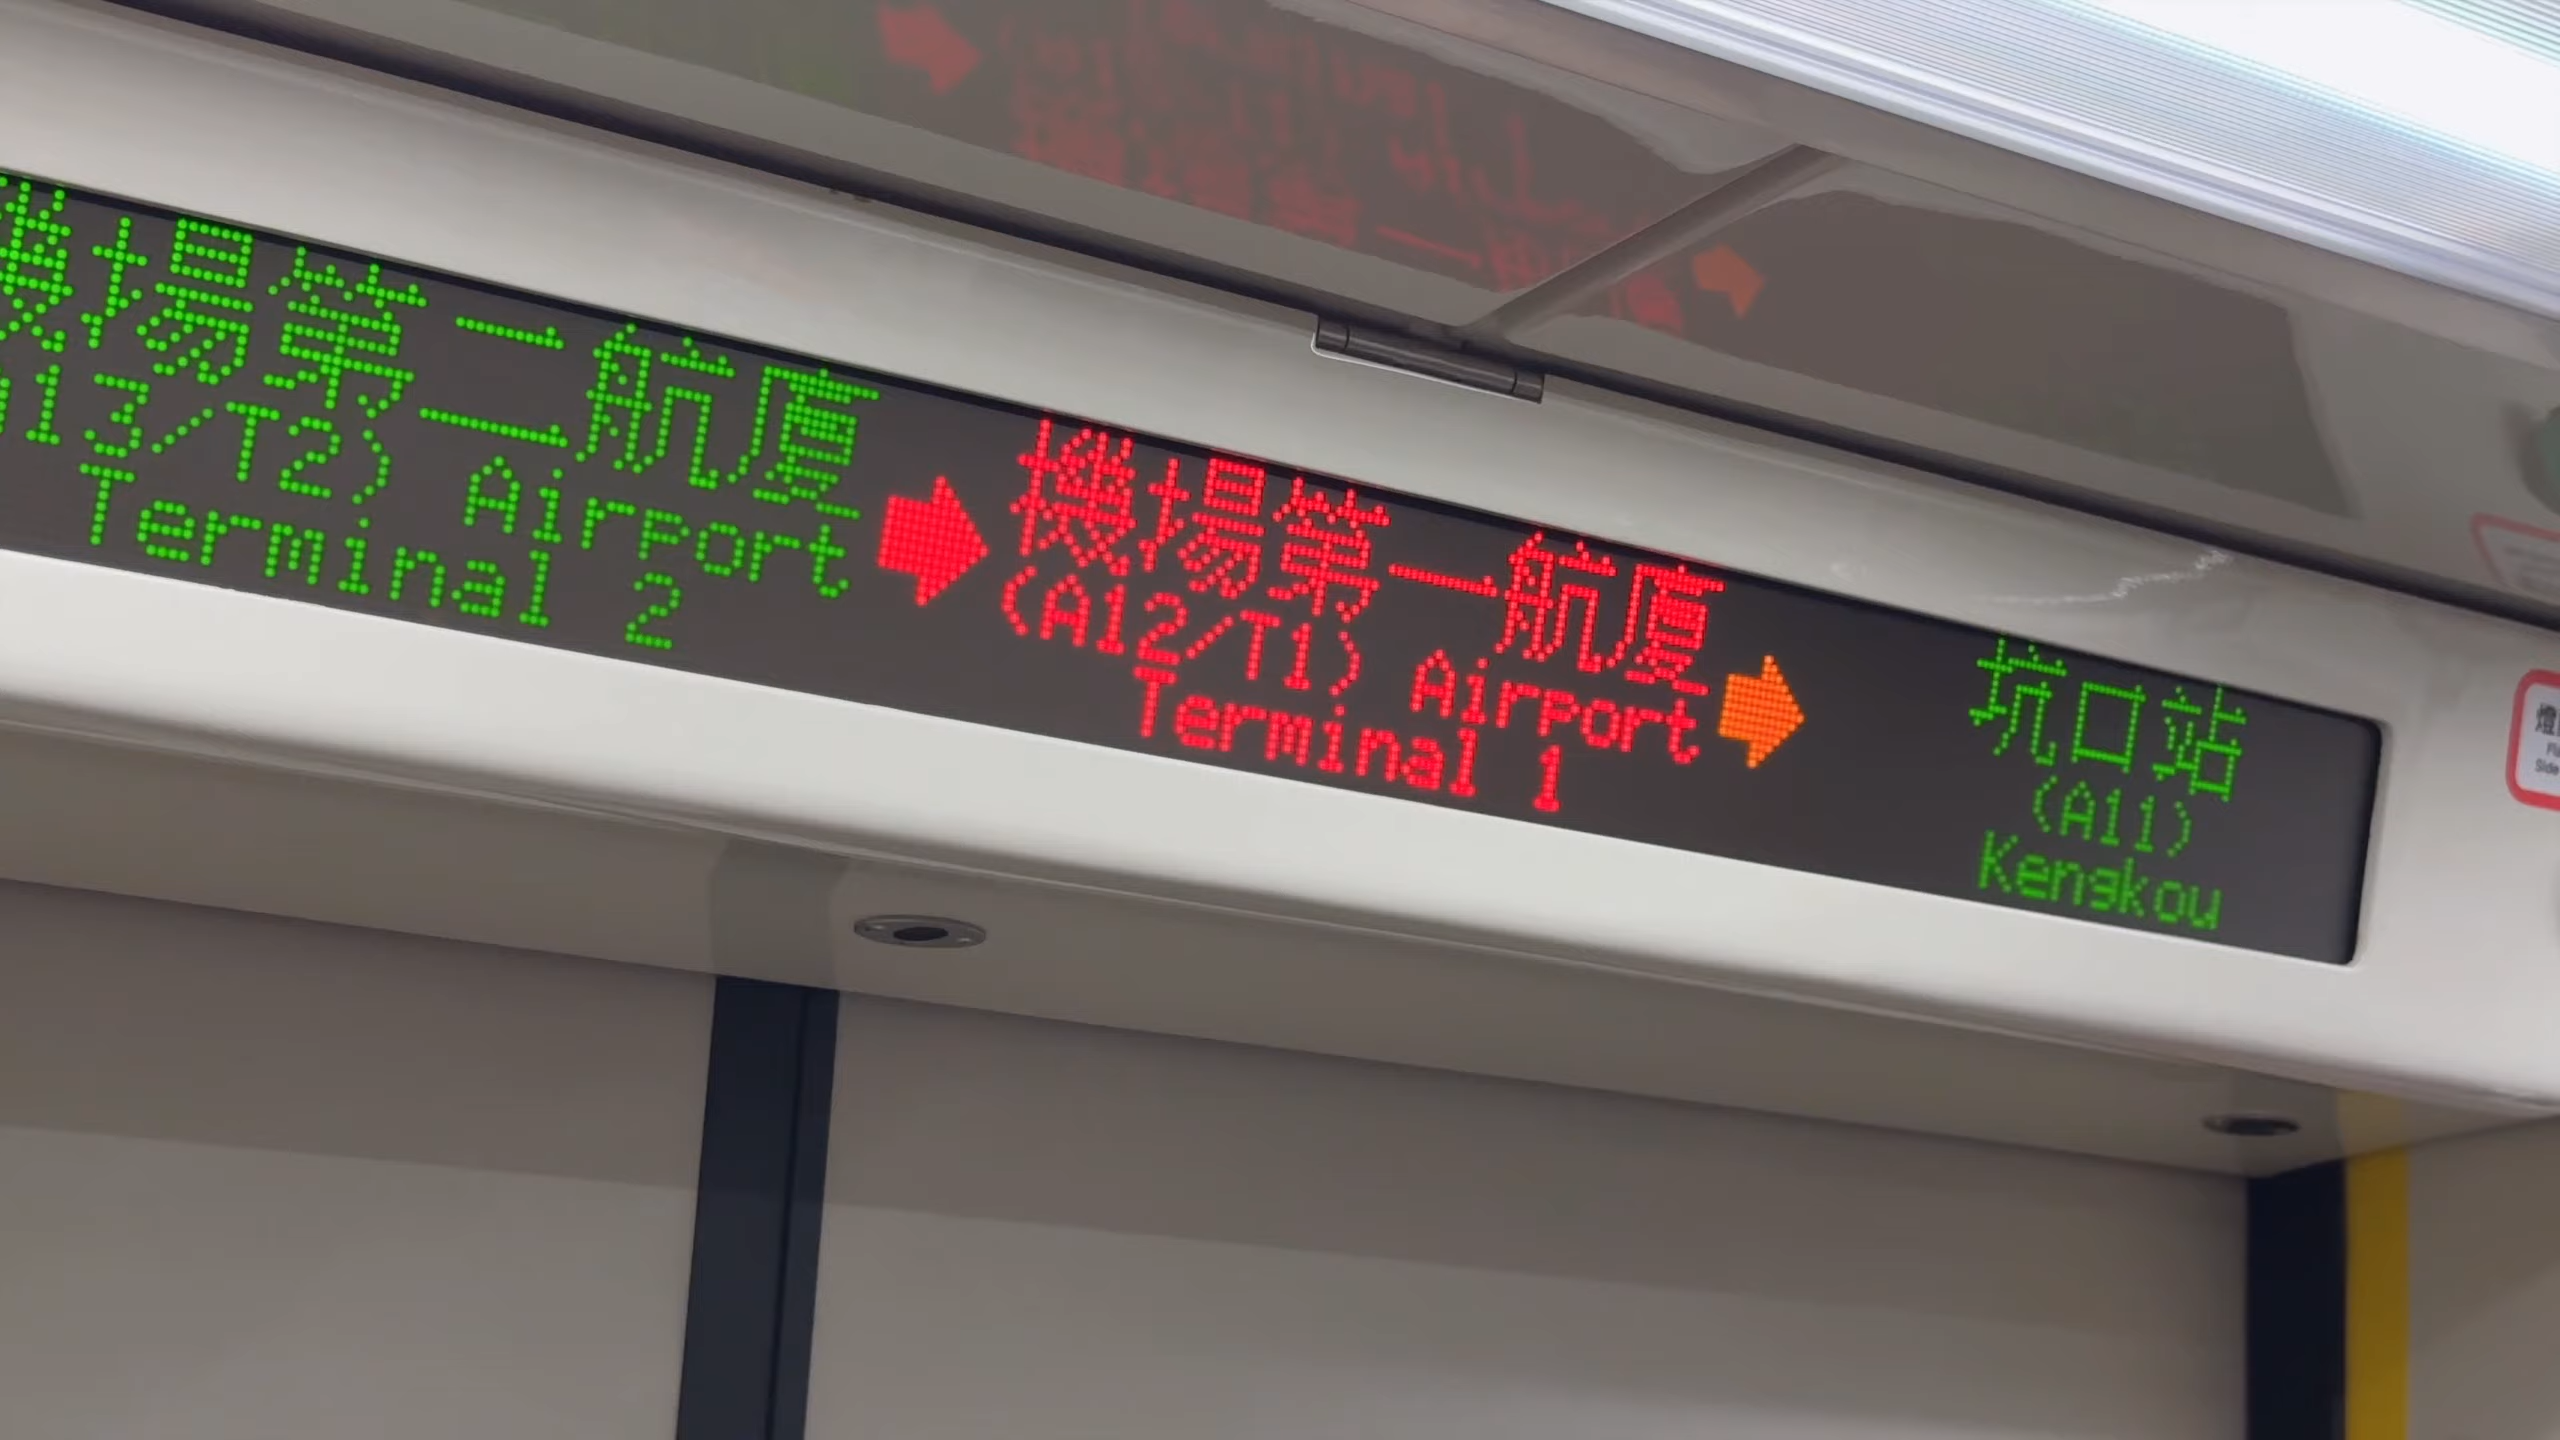 機場第二航廈
A13/T2) Airport
Terminal 2
機場第一航廈
(A12/T1) Airport
Terminal 1
坑口站
(A11)
Kengkou